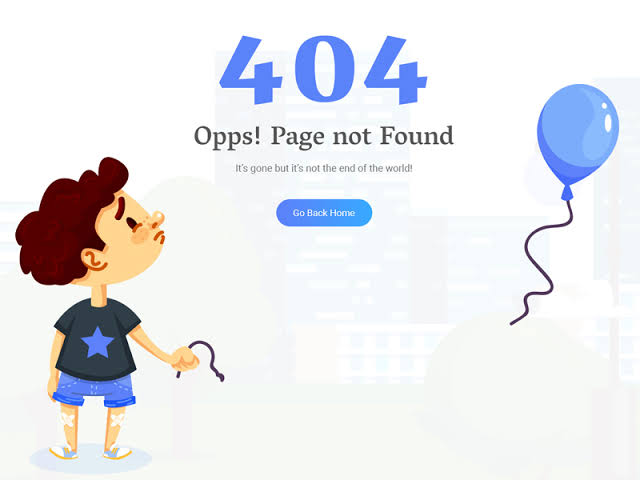 404
Opps! Page not Found
It's gone but it's not the end of the world!
Go Back Home